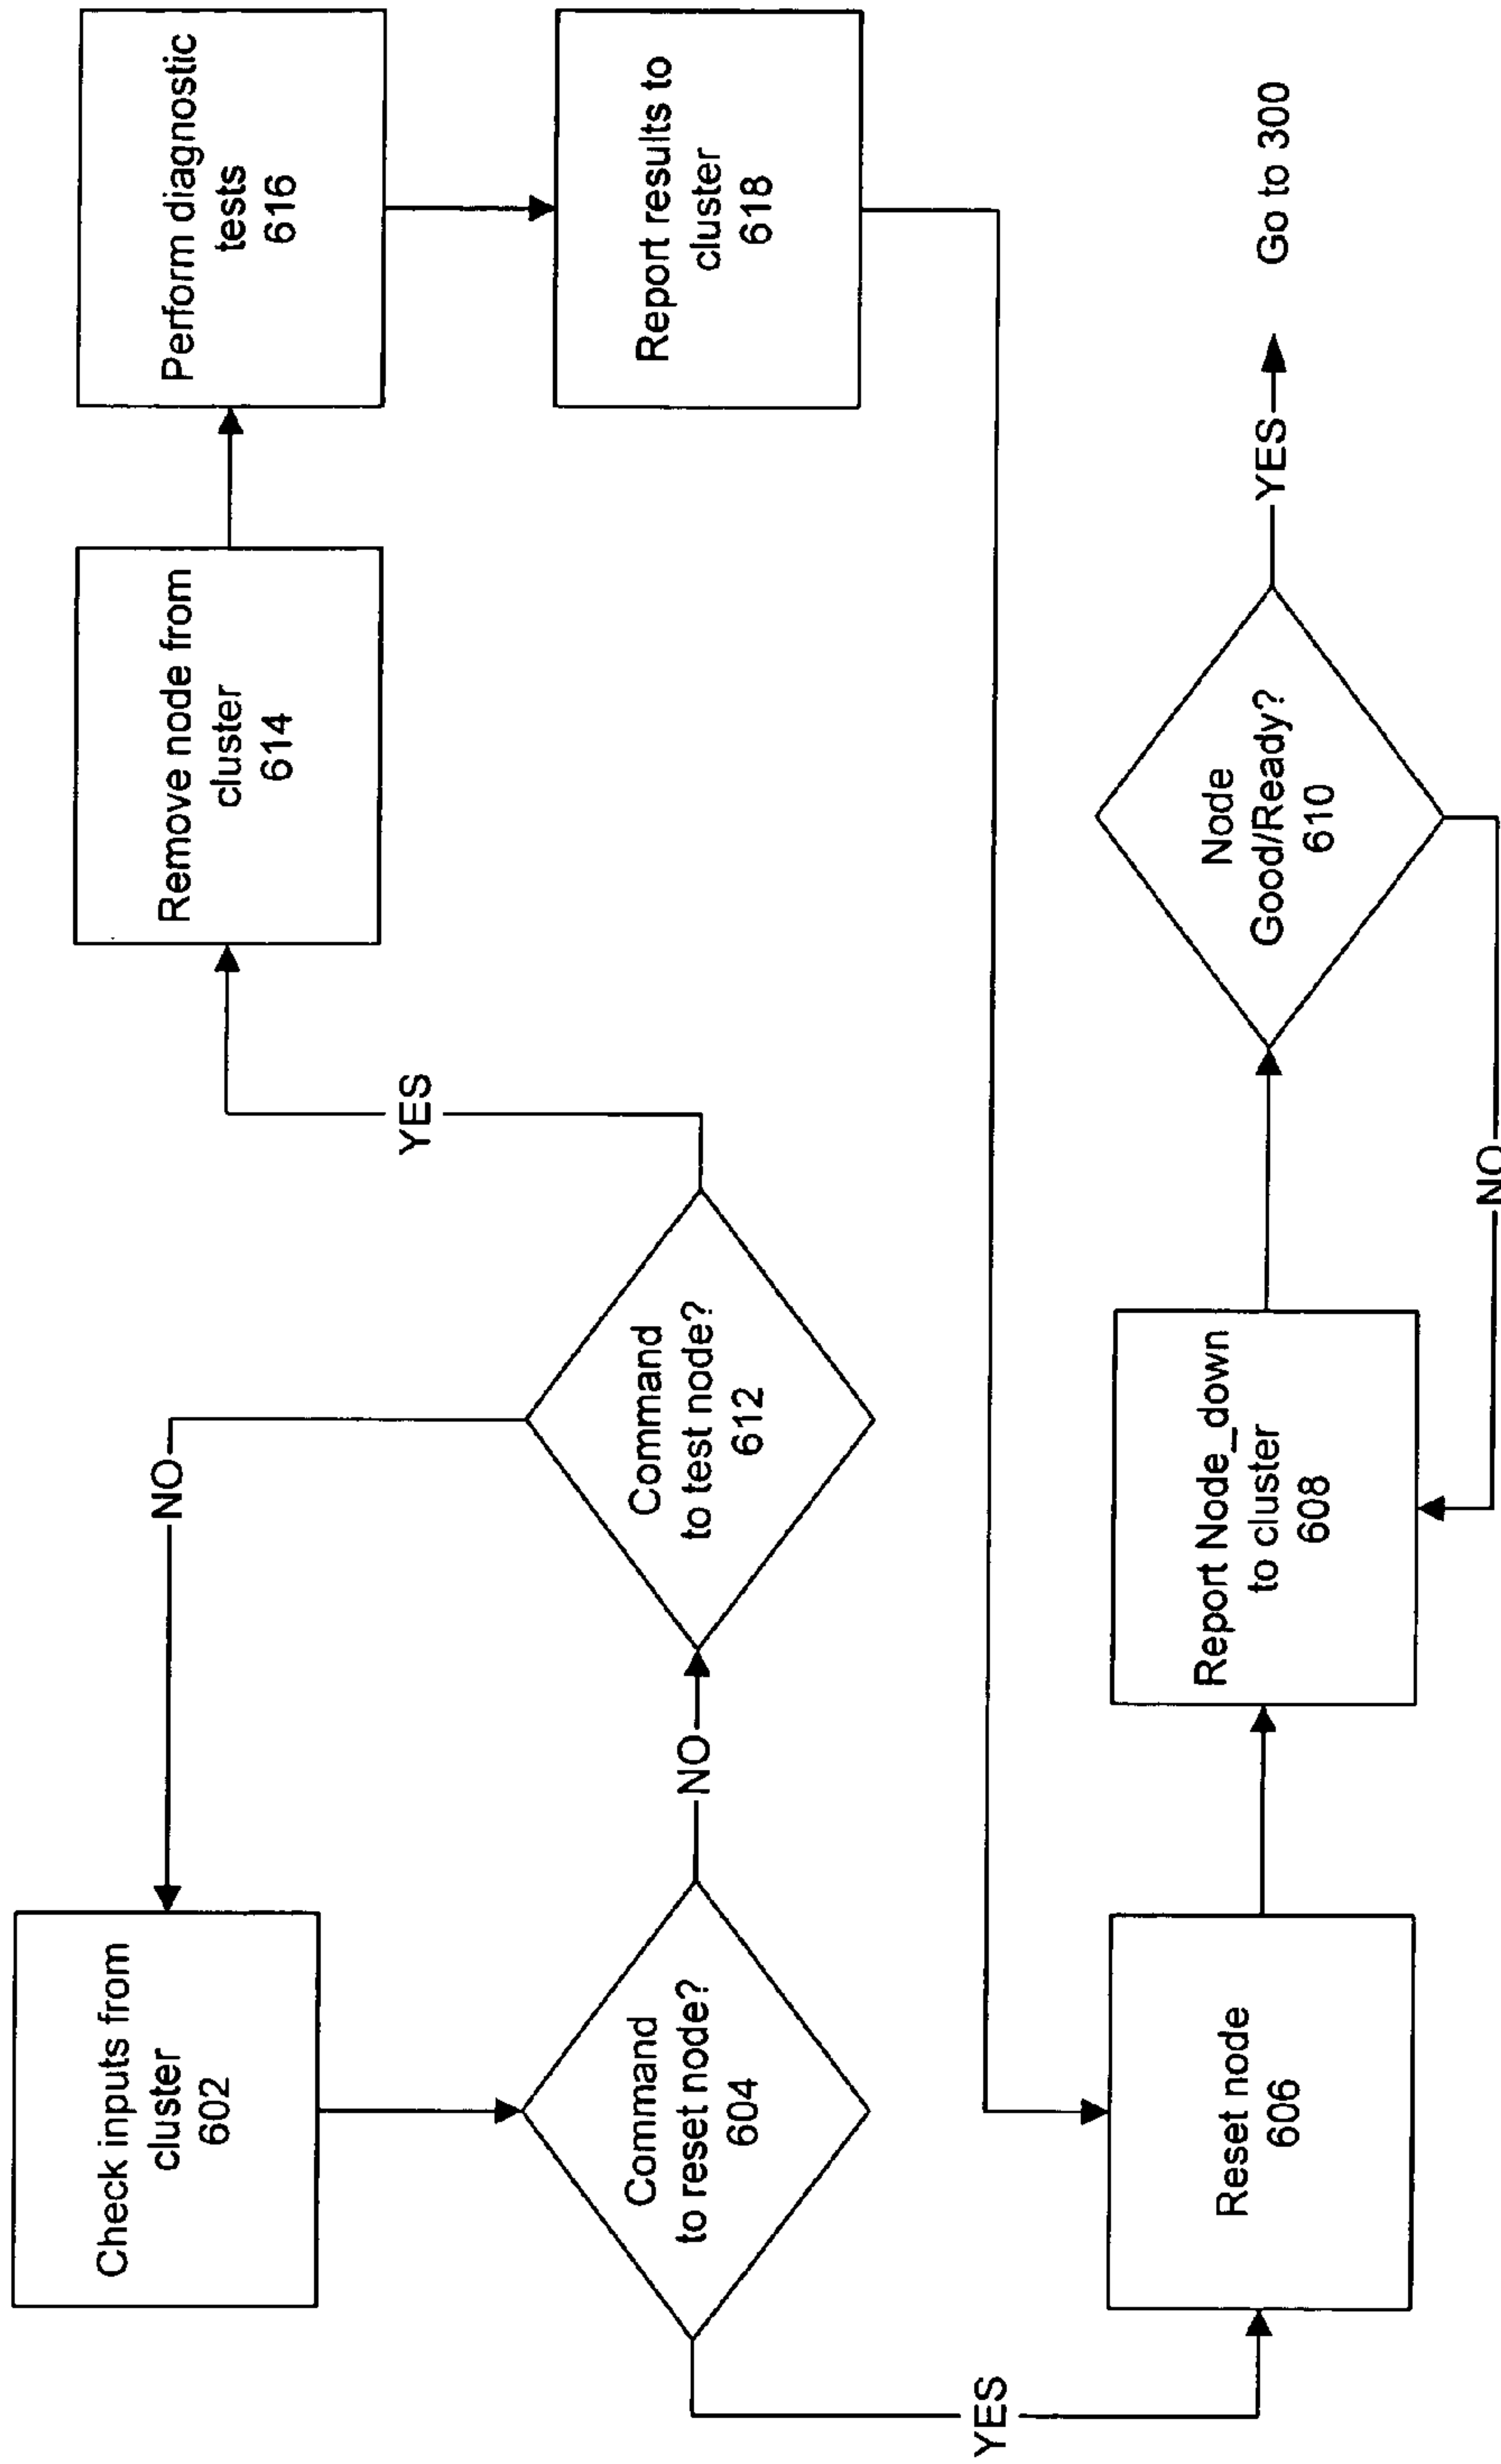 Check inputs from
cluster
602
NO
Command
to reset node?
604
NO
Command
to test node?
612
YES
Remove node from
cluster
614
Perform diagnostic
tests
616
Report results to
cluster
618
YES
Reset node
606
Report Node_down
to cluster
608
Node
Good/Ready?
610
NO
YES
Go to 300